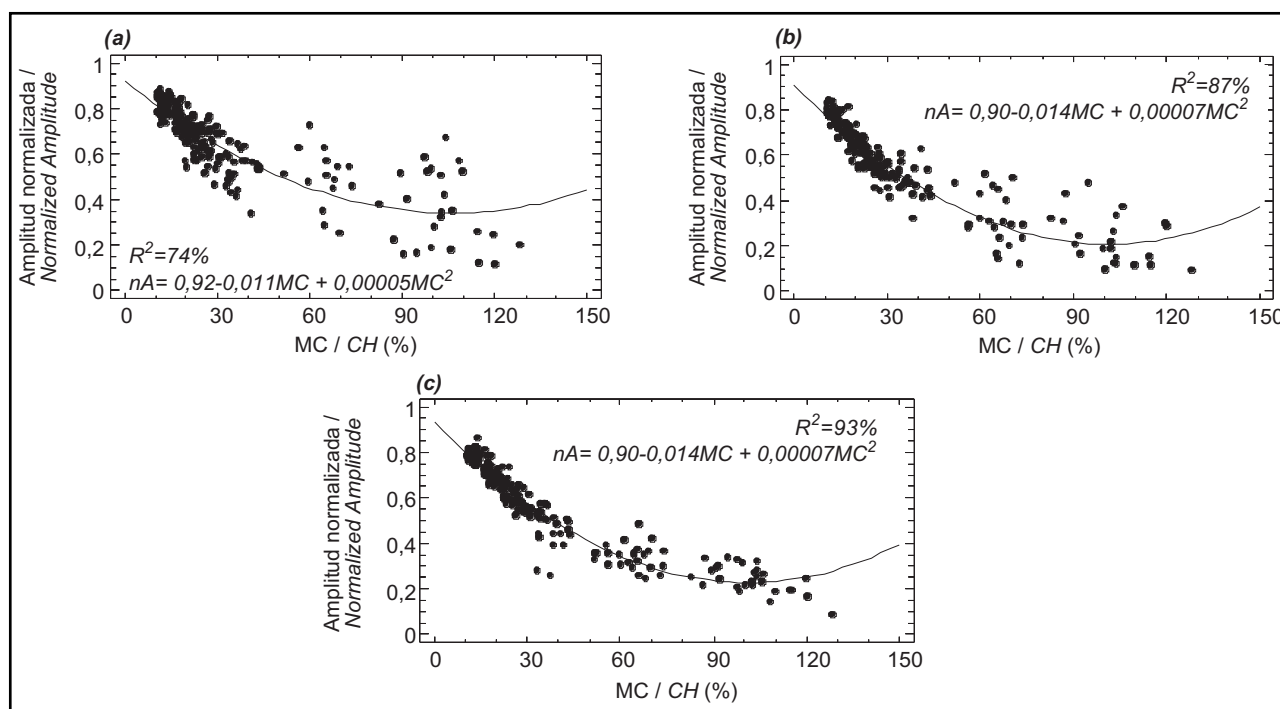 (a)
Amplitud normalizada /
Normalized Amplitude
1
0,8
0,6
0,4
0,2
0
R²=74%
nA= 0,92-0,011MC + 0,00005MC²
0 30 60 90 120 150
MC / CH (%)
(b)
Amplitud normalizada /
Normalized Amplitude
1
0,8
0,6
0,4
0,2
0
R²=87%
nA= 0,90-0,014MC + 0,00007MC²
0 30 60 90 120 150
MC / CH (%)
(c)
Amplitud normalizada /
Normalized Amplitude
1
0,8
0,6
0,4
0,2
0
R²=93%
nA= 0,90-0,014MC + 0,00007MC²
0 30 60 90 120 150
MC / CH (%)